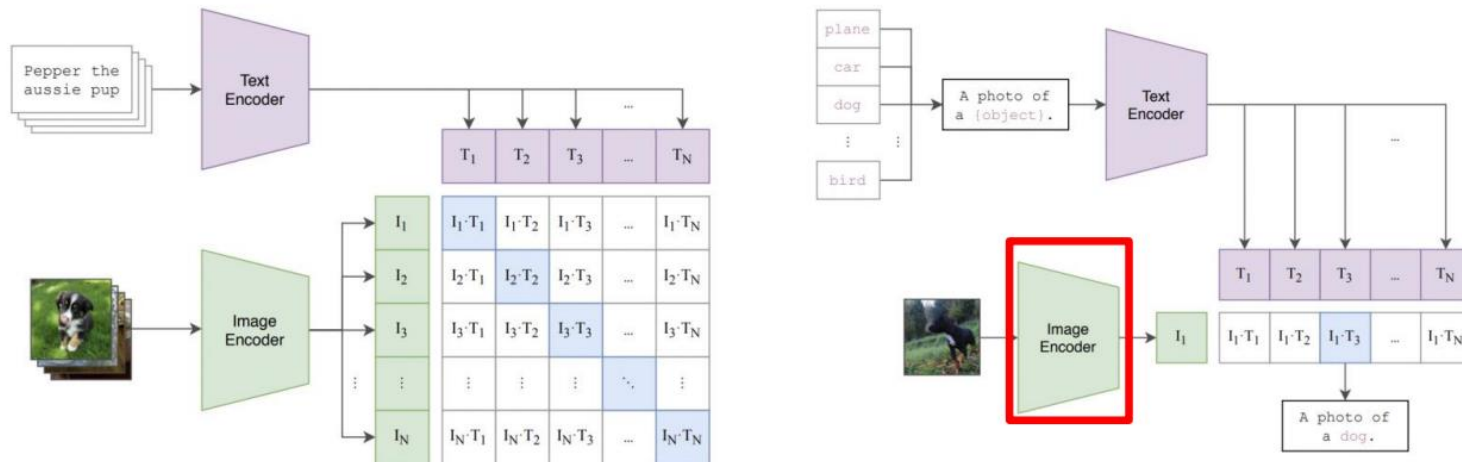 Pepper the
aussie pup
Text
Encoder
T1 T2 T3 ... TN
Image
Encoder
I1 I1·T1 I1·T2 I1·T3 ... I1·TN
I2 I2·T1 I2·T2 I2·T3 ... I2·TN
I3 I3·T1 I3·T2 I3·T3 ... I3·TN
⋮ ⋮ ⋮ ⋮ ⋮ ⋱ ⋮
IN IN·T1 IN·T2 IN·T3 ... IN·TN
plane
car
dog
⋮ ⋮
bird
A photo of
a {object}.
Text
Encoder
...
T1 T2 T3 ... TN
Image
Encoder
I1 I1·T1 I1·T2 I1·T3 ... I1·TN
A photo of
a dog.